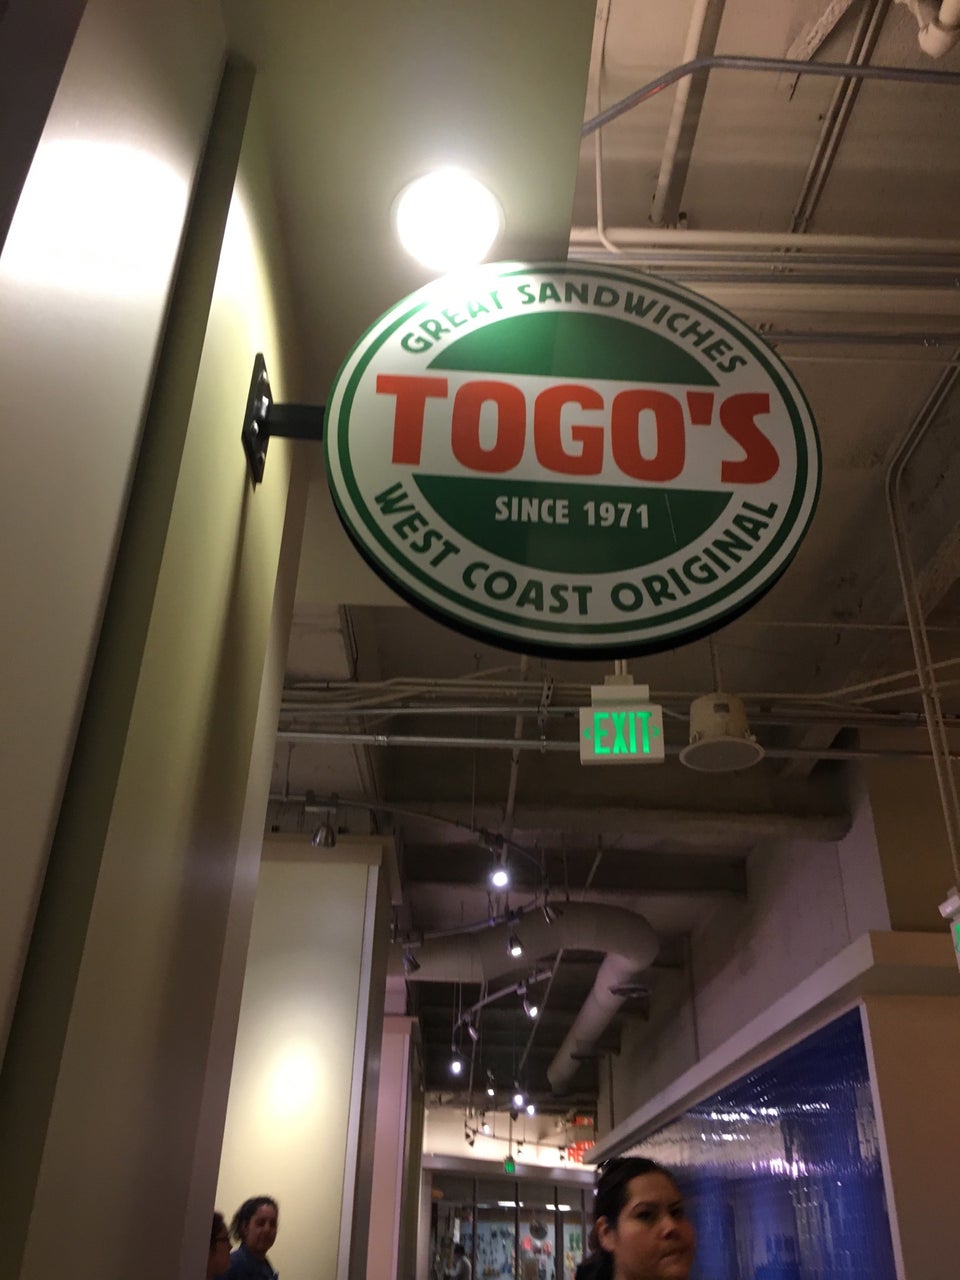 GREAT SANDWICHES
TOGO'S
SINCE 1971
WEST COAST ORIGINAL
EXIT